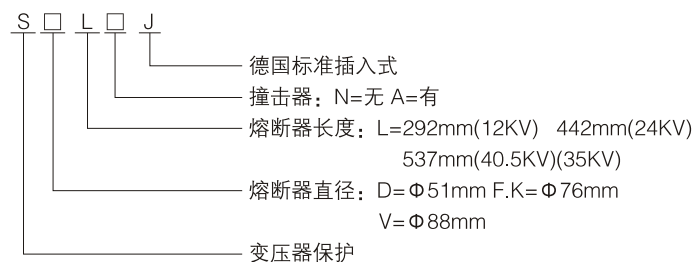 S □ L □ J
德国标准插入式
撞击器：N=无 A=有
熔断器长度：L=292mm(12KV) 442mm(24KV)
537mm(40.5KV)(35KV)
熔断器直径：D=Φ51mm F.K=Φ76mm
V=Φ88mm
变压器保护